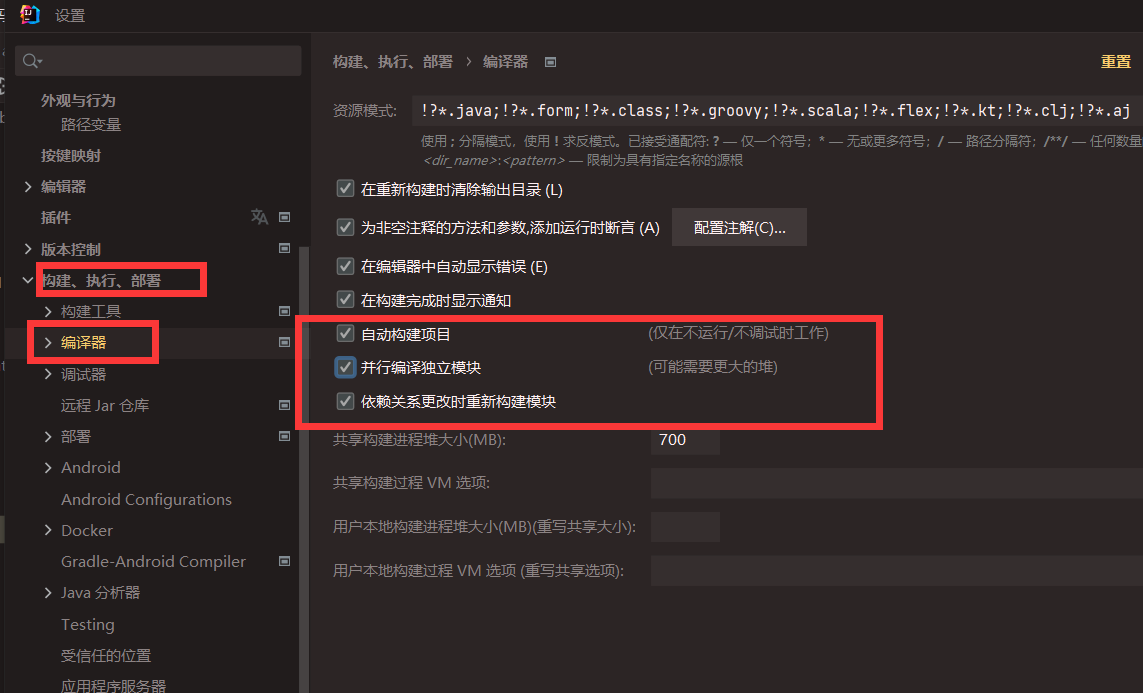 设置
外观与行为
路径变量
按键映射
编辑器
插件
版本控制
构建、执行、部署
构建工具
编译器
调试器
远程 Jar 仓库
部署
Android
Android Configurations
Docker
Gradle-Android Compiler
Java 分析器
Testing
受信任的位置
应用程序服务器
构建、执行、部署 › 编译器
重置
资源模式: !?*.java;!?*.form;!?*.class;!?*.groovy;!?*.scala;!?*.flex;!?*.kt;!?*.clj;!?*.aj
使用 ; 分隔模式，使用 ! 求反模式。已接受通配符: ? — 仅一个符号；* — 无或更多符号；/ — 路径分隔符；/**/ — 任何数量
<dir_name>:<pattern> — 限制为具有指定名称的源根
在重新构建时清除输出目录 (L)
为非空注释的方法和参数,添加运行时断言 (A) 配置注解(C)...
在编辑器中自动显示错误 (E)
在构建完成时显示通知
自动构建项目 (仅在不运行/不调试时工作)
并行编译独立模块 (可能需要更大的堆)
依赖关系更改时重新构建模块
共享构建进程堆大小(MB): 700
共享构建过程 VM 选项:
用户本地构建进程堆大小(MB)(重写共享大小):
用户本地构建过程 VM 选项 (重写共享选项):